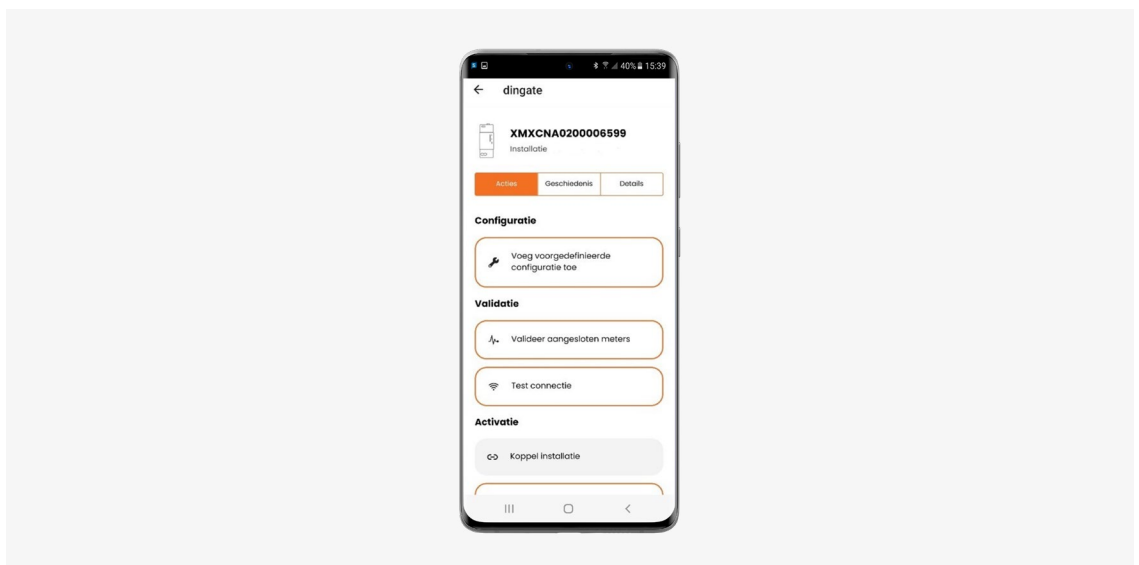 40% 15:39
dingate
XMXCNA0200006599
Installatie
Acties Geschiedenis Details
Configuratie
Voeg voorgedefinieerde
configuratie toe
Validatie
Valideer aangesloten meters
Test connectie
Activatie
Koppel installatie